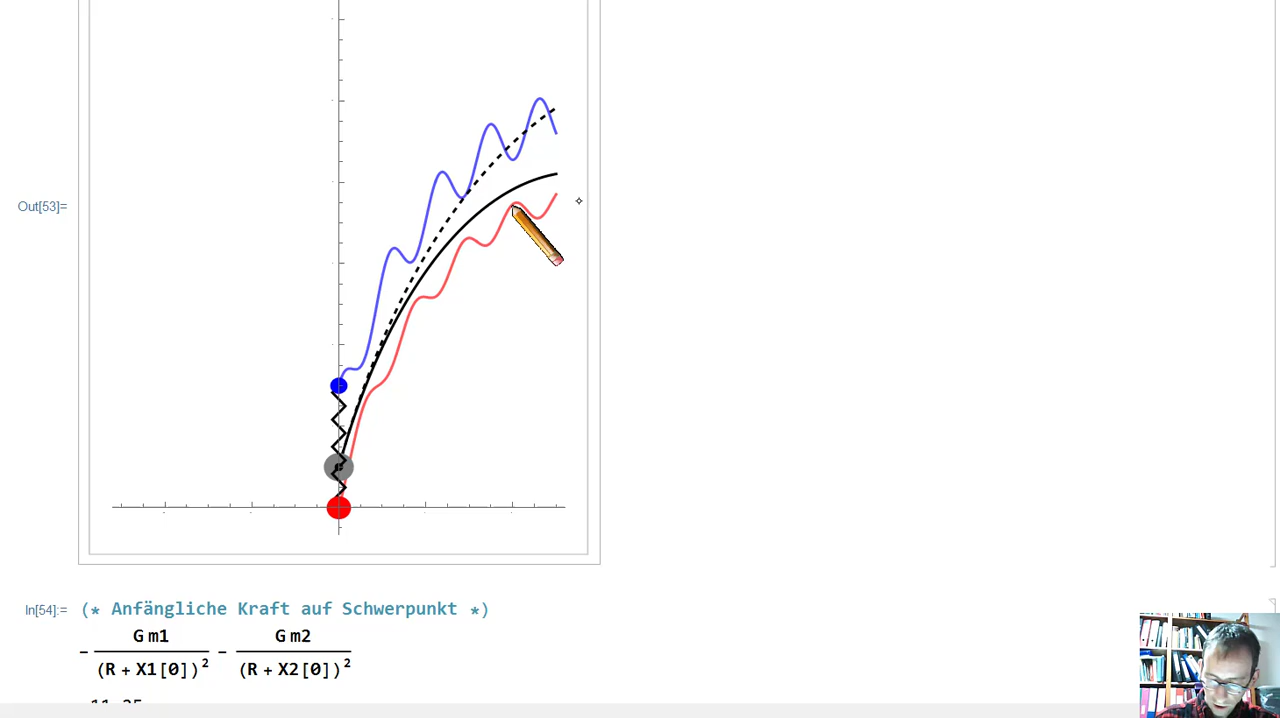 Out[53]=
In[54]:=
(* Anfängliche Kraft auf Schwerpunkt *)
- G m1 / (R + X1[0])² - G m2 / (R + X2[0])²